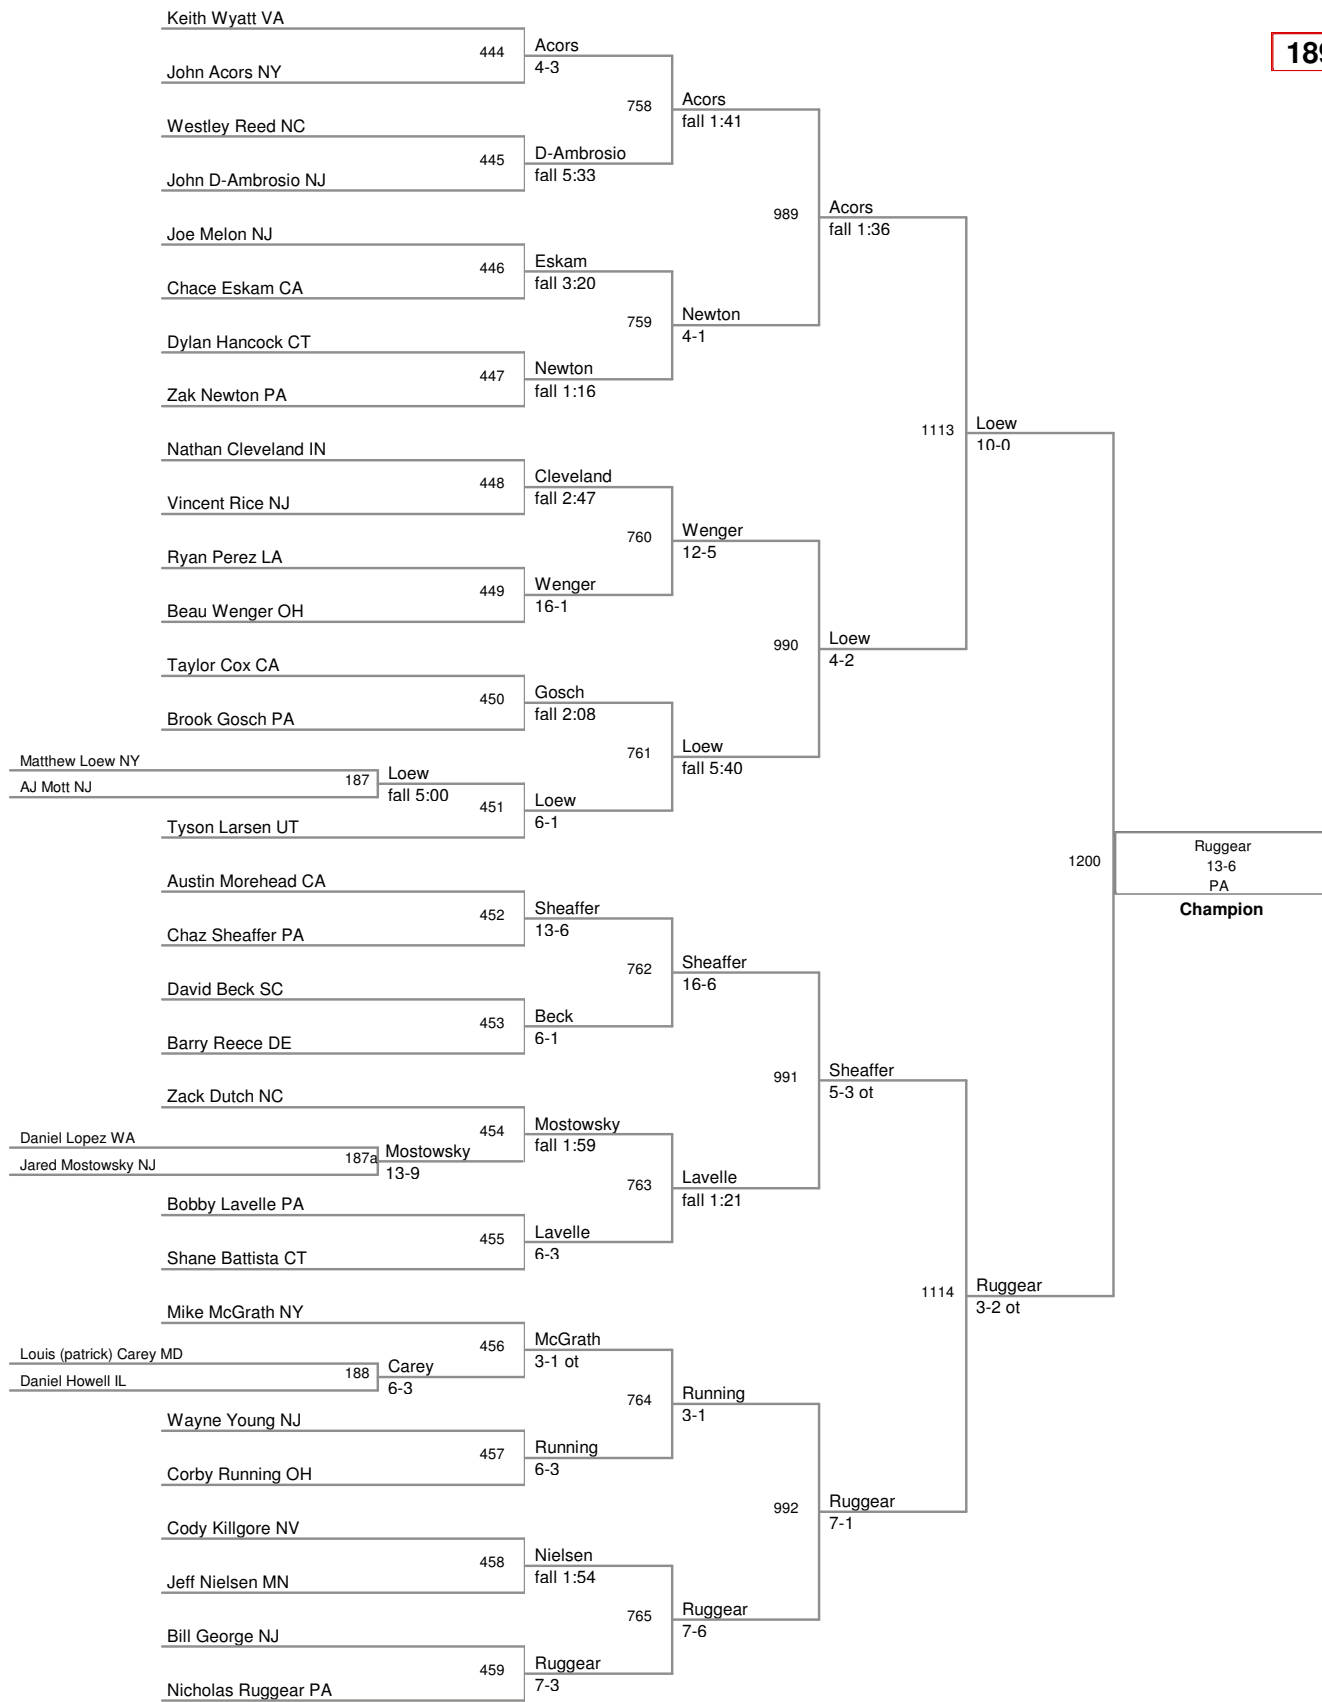 Keith Wyatt VA
444
Acors
4-3
189
John Acors NY
758
Acors
fall 1:41
Westley Reed NC
445
D-Ambrosio
fall 5:33
John D-Ambrosio NJ
989
Acors
fall 1:36
Joe Melon NJ
446
Eskam
fall 3:20
Chace Eskam CA
759
Newton
4-1
Dylan Hancock CT
447
Newton
fall 1:16
Zak Newton PA
1113
Loew
10-0
Nathan Cleveland IN
448
Cleveland
fall 2:47
Vincent Rice NJ
760
Wenger
12-5
Ryan Perez LA
449
Wenger
16-1
Beau Wenger OH
990
Loew
4-2
Taylor Cox CA
450
Gosch
fall 2:08
Brook Gosch PA
761
Loew
fall 5:40
Matthew Loew NY
187
Loew
fall 5:00
AJ Mott NJ
451
Loew
6-1
Tyson Larsen UT
1200
Ruggear
13-6
PA
Champion
Austin Morehead CA
452
Sheaffer
13-6
Chaz Sheaffer PA
762
Sheaffer
16-6
David Beck SC
453
Beck
6-1
Barry Reece DE
991
Sheaffer
5-3 ot
Zack Dutch NC
454
Mostowsky
fall 1:59
Daniel Lopez WA
187a
Mostowsky
13-9
Jared Mostowsky NJ
763
Lavelle
fall 1:21
Bobby Lavelle PA
455
Lavelle
6-3
Shane Battista CT
1114
Ruggear
3-2 ot
Mike McGrath NY
456
McGrath
3-1 ot
Louis (patrick) Carey MD
188
Carey
6-3
Daniel Howell IL
764
Running
3-1
Wayne Young NJ
457
Running
6-3
Corby Running OH
992
Ruggear
7-1
Cody Killgore NV
458
Nielsen
fall 1:54
Jeff Nielsen MN
765
Ruggear
7-6
Bill George NJ
459
Ruggear
7-3
Nicholas Ruggear PA